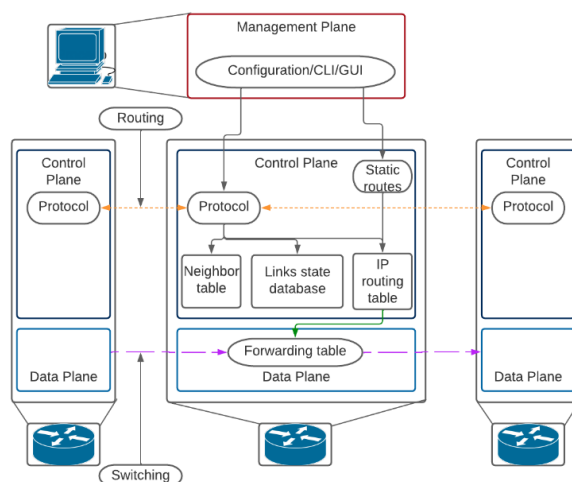 Management Plane
Configuration/CLI/GUI
Routing
Control
Plane
Protocol
Control Plane
Static
routes
Protocol
Neighbor
table
Links state
database
IP
routing
table
Control
Plane
Protocol
Data Plane
Forwarding table
Data Plane
Data Plane
Switching